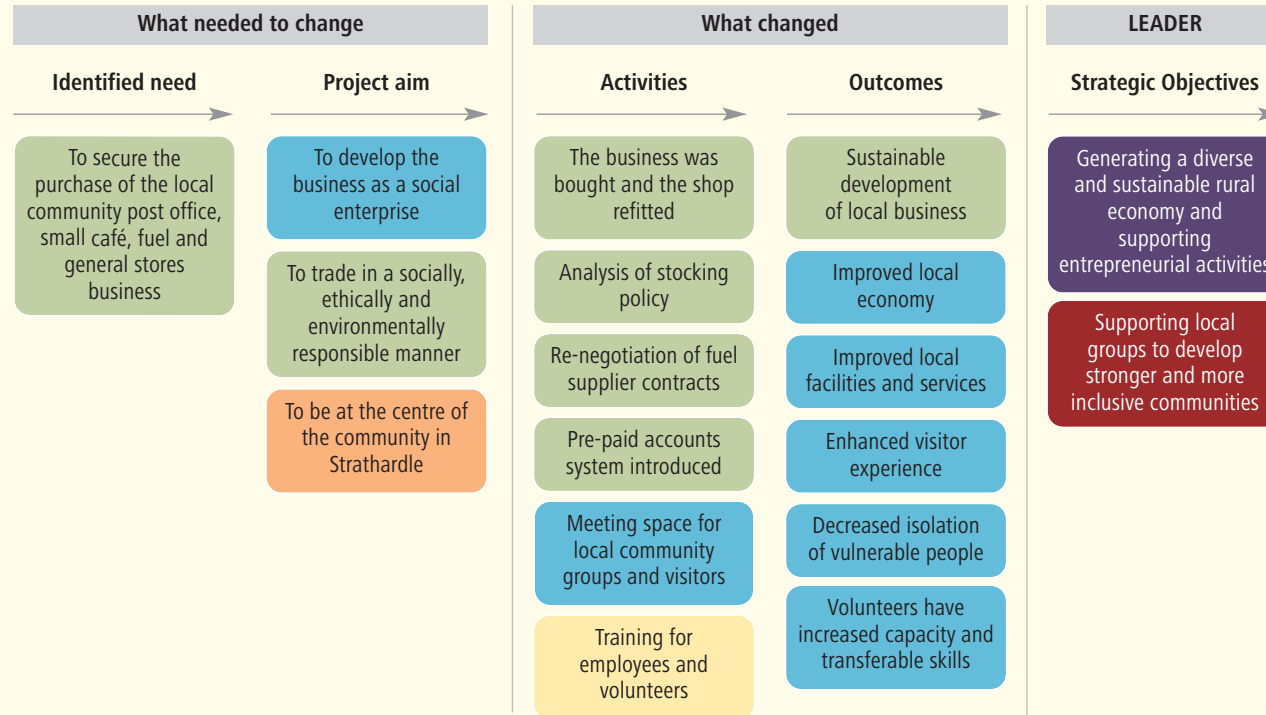 What needed to change
What changed
LEADER
Identified need
Project aim
Activities
Outcomes
Strategic Objectives
To secure the
purchase of the local
community post office,
small café, fuel and
general stores
business
To develop the
business as a social
enterprise
To trade in a socially,
ethically and
environmentally
responsible manner
To be at the centre of
the community in
Strathardle
The business was
bought and the shop
refitted
Analysis of stocking
policy
Re-negotiation of fuel
supplier contracts
Pre-paid accounts
system introduced
Meeting space for
local community
groups and visitors
Training for
employees and
volunteers
Sustainable
development
of local business
Improved local
economy
Improved local
facilities and services
Enhanced visitor
experience
Decreased isolation
of vulnerable people
Volunteers have
increased capacity and
transferable skills
Generating a diverse
and sustainable rural
economy and
supporting
entrepreneurial activities
Supporting local
groups to develop
stronger and more
inclusive communities